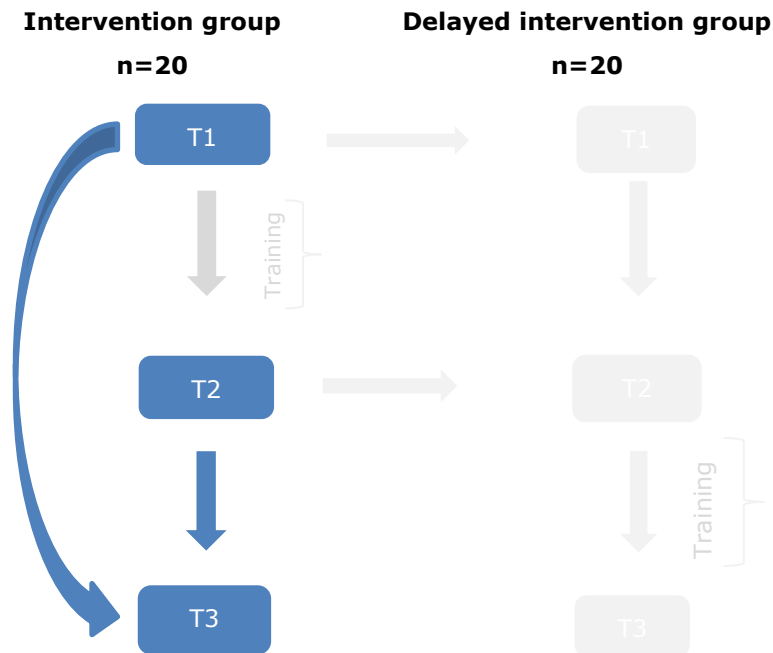 Intervention group
n=20
Delayed intervention group
n=20
T1
T1
Training
T2
T2
Training
T3
T3